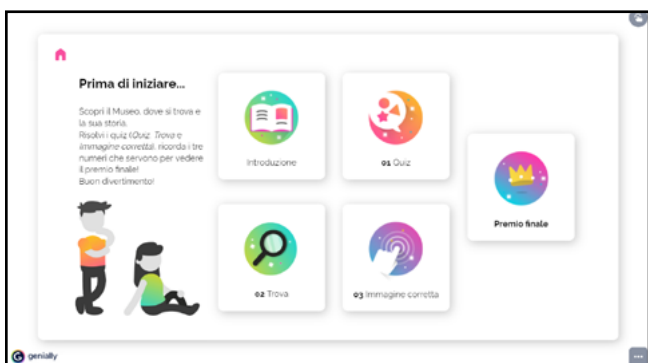 Prima di iniziare...
Scopri il Museo, dove si trova e
la sua storia.
Risolvi i quiz (Quiz, Trova e
Immagine corretta), ricorda i tre
numeri che servono per vedere
il premio finale!
Buon divertimento!
Introduzione
01 Quiz
Premio finale
02 Trova
03 Immagine corretta
genially